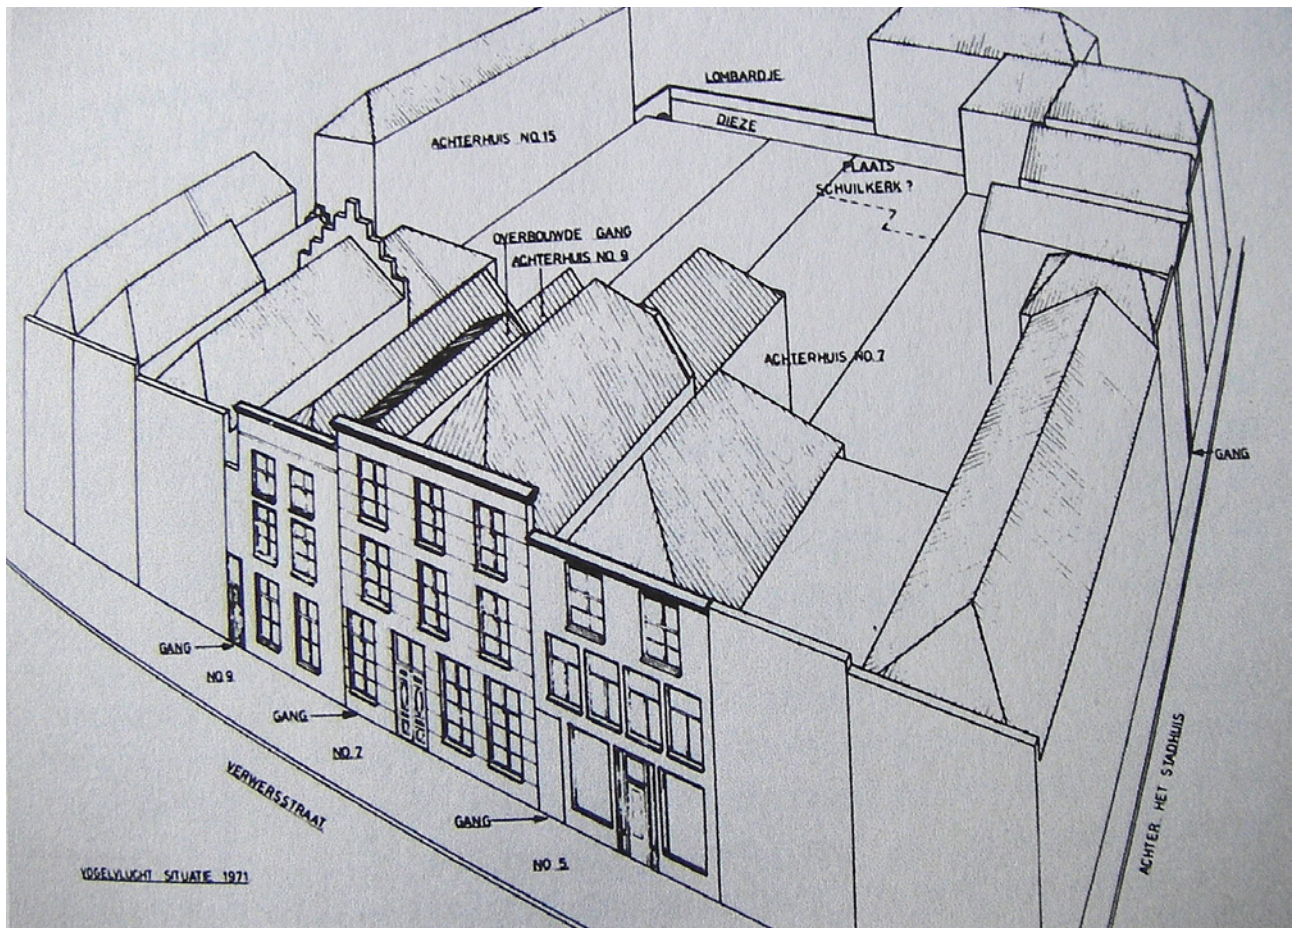 LOMBARDJE
DIEZE
ACHTERHUIS NO.15
PLAATS
SCHUILKERK ?
OVERBOUWDE GANG
ACHTERHUIS NO.9
ACHTERHUIS NO.7
GANG
GANG
NO 9
GANG
NO 7
VERWERSSTRAAT
GANG
NO 5
ACHTER HET STADHUIS
VOGELVLUCHT SITUATIE 1971